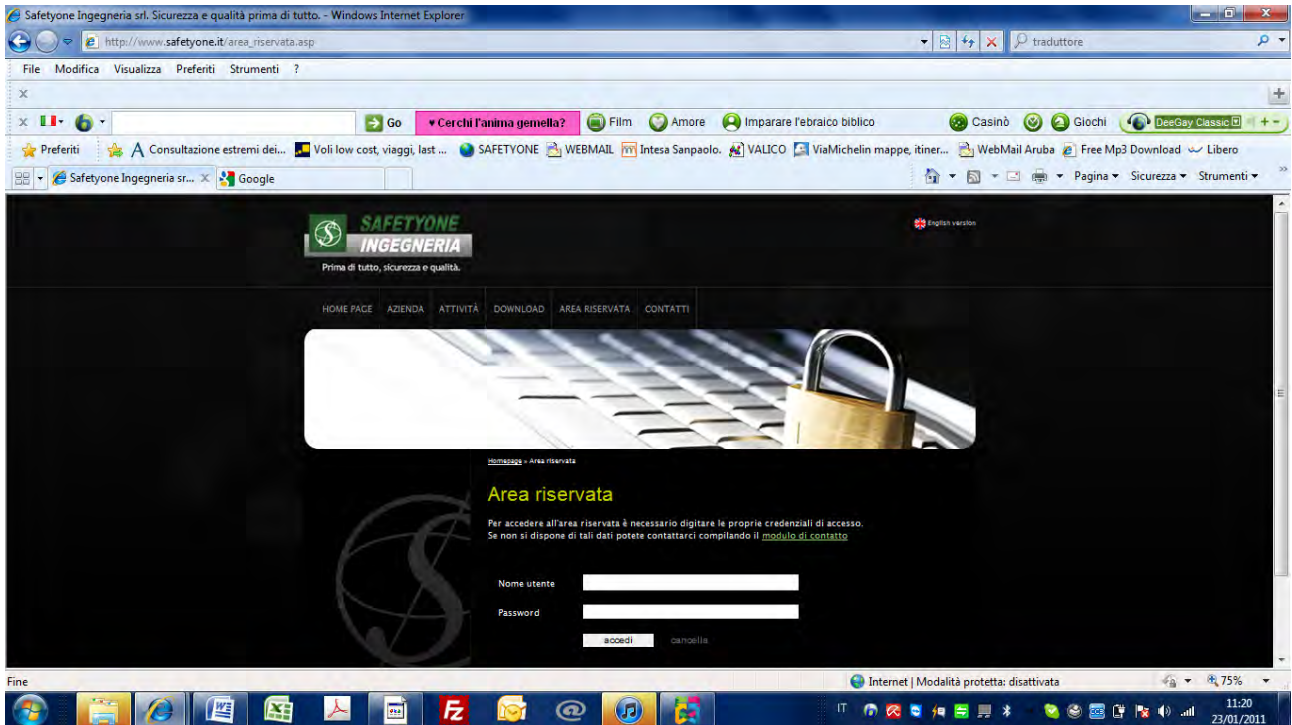 Safetyone Ingegneria srl. Sicurezza e qualità prima di tutto. - Windows Internet Explorer
http://www.safetyone.it/area_riservata.asp
traduttore
File Modifica Visualizza Preferiti Strumenti ?
x
x Go ♥ Cerchi l'anima gemella? Film Amore Imparare l'ebraico biblico Casinò Giochi DeeGay Classic
Preferiti Consultazione estremi dei... Voli low cost, viaggi, last ... SAFETYONE WEBMAIL Intesa Sanpaolo. VALICO ViaMichelin mappe, itiner... WebMail Aruba Free Mp3 Download Libero
Safetyone Ingegneria sr... x Google Pagina Sicurezza Strumenti
SAFETYONE
INGEGNERIA
Prima di tutto, sicurezza e qualità.
English version
HOME PAGE AZIENDA ATTIVITÀ DOWNLOAD AREA RISERVATA CONTATTI
Homepage » Area riservata
Area riservata
Per accedere all'area riservata è necessario digitare le proprie credenziali di accesso.
Se non si dispone di tali dati potete contattarci compilando il modulo di contatto
Nome utente
Password
accedi cancella
Fine
Internet | Modalità protetta: disattivata
75%
IT
11:20
23/01/2011